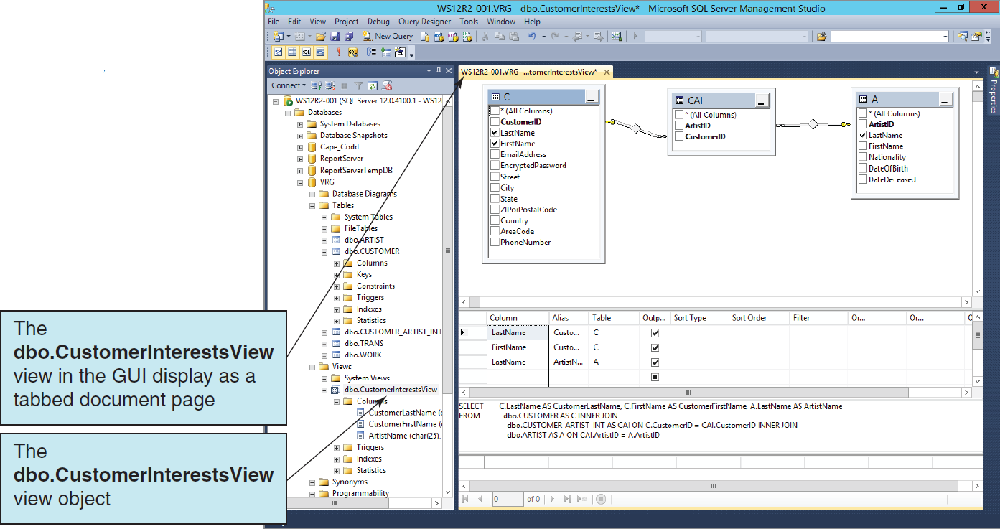 WS12R2-001.VRG - dbo.CustomerInterestsView* - Microsoft SQL Server Management Studio
File Edit View Project Debug Query Designer Tools Window Help
New Query
Object Explorer
Connect
WS12R2-001 (SQL Server 12.0.4100.1 - WS12
Databases
System Databases
Database Snapshots
Cape_Codd
ReportServer
ReportServerTempDB
VRG
Database Diagrams
Tables
System Tables
FileTables
dbo.ARTIST
dbo.CUSTOMER
Columns
Keys
Constraints
Triggers
Indexes
Statistics
dbo.CUSTOMER_ARTIST_INT
dbo.TRANS
dbo.WORK
Views
System Views
dbo.CustomerInterestsView
Columns
CustomerLastName (c
CustomerFirstName (c
ArtistName (char(25),
Triggers
Indexes
Statistics
Synonyms
Programmability
WS12R2-001.VRG -...tomerInterestsView*
Properties
C
* (All Columns)
CustomerID
LastName
FirstName
EmailAddress
EncryptedPassword
Street
City
State
ZIPorPostalCode
Country
AreaCode
PhoneNumber
CAI
* (All Columns)
ArtistID
CustomerID
A
* (All Columns)
ArtistID
LastName
FirstName
Nationality
DateOfBirth
DateDeceased
Column Alias Table Outp... Sort Type Sort Order Filter Or... Or... O
LastName Custo... C
FirstName Custo... C
LastName ArtistN... A
SELECT C.LastName AS CustomerLastName, C.FirstName AS CustomerFirstName, A.LastName AS ArtistName
FROM dbo.CUSTOMER AS C INNER JOIN
dbo.CUSTOMER_ARTIST_INT AS CAI ON C.CustomerID = CAI.CustomerID INNER JOIN
dbo.ARTIST AS A ON CAI.ArtistID = A.ArtistID
0 of 0
The
dbo.CustomerInterestsView
view in the GUI display as a
tabbed document page
The
dbo.CustomerInterestsView
view object